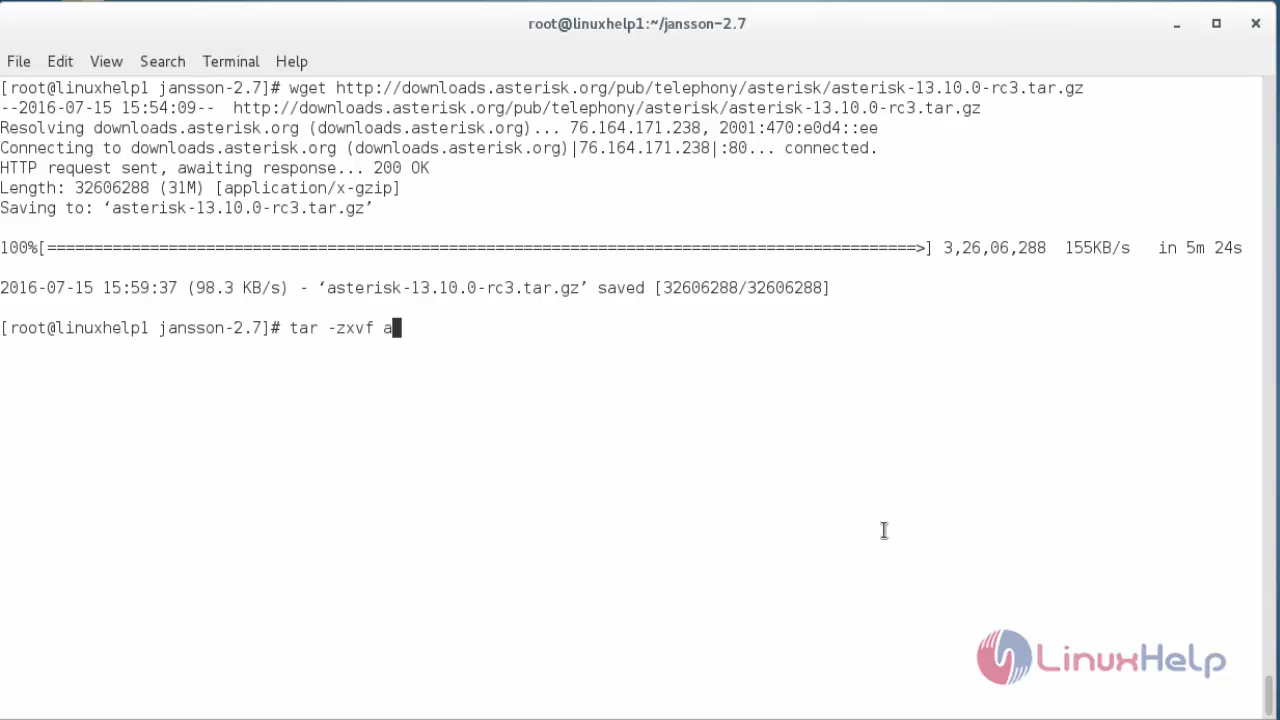 root@linuxhelp1:~/jansson-2.7
File Edit View Search Terminal Help
[root@linuxhelp1 jansson-2.7]# wget http://downloads.asterisk.org/pub/telephony/asterisk/asterisk-13.10.0-rc3.tar.gz
--2016-07-15 15:54:09--  http://downloads.asterisk.org/pub/telephony/asterisk/asterisk-13.10.0-rc3.tar.gz
Resolving downloads.asterisk.org (downloads.asterisk.org)... 76.164.171.238, 2001:470:e0d4::ee
Connecting to downloads.asterisk.org (downloads.asterisk.org)|76.164.171.238|:80... connected.
HTTP request sent, awaiting response... 200 OK
Length: 32606288 (31M) [application/x-gzip]
Saving to: ‘asterisk-13.10.0-rc3.tar.gz’
100%[=============================================================================================>] 3,26,06,288  155KB/s   in 5m 24s
2016-07-15 15:59:37 (98.3 KB/s) - ‘asterisk-13.10.0-rc3.tar.gz’ saved [32606288/32606288]
[root@linuxhelp1 jansson-2.7]# tar -zxvf a
LinuxHelp